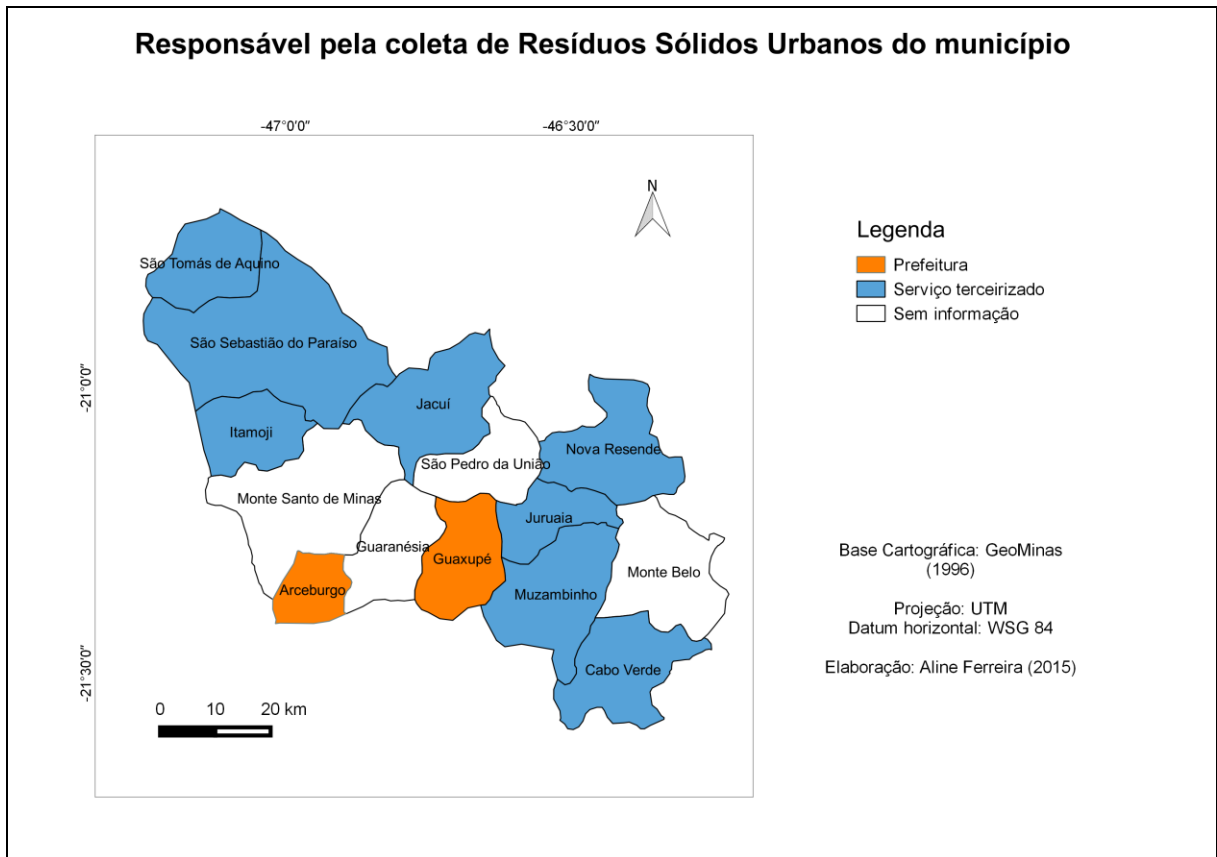 Responsável pela coleta de Resíduos Sólidos Urbanos do município
-47°0'0"
-46°30'0"
N
São Tomás de Aquino
São Sebastião do Paraíso
-21°0'0"
Jacuí
Itamoji
Nova Resende
São Pedro da União
Monte Santo de Minas
Juruaia
Guaranésia
Guaxupé
Monte Belo
Arceburgo
Muzambinho
Cabo Verde
-21°30'0"
0 10 20 km
Legenda
Prefeitura
Serviço terceirizado
Sem informação
Base Cartográfica: GeoMinas
(1996)
Projeção: UTM
Datum horizontal: WSG 84
Elaboração: Aline Ferreira (2015)